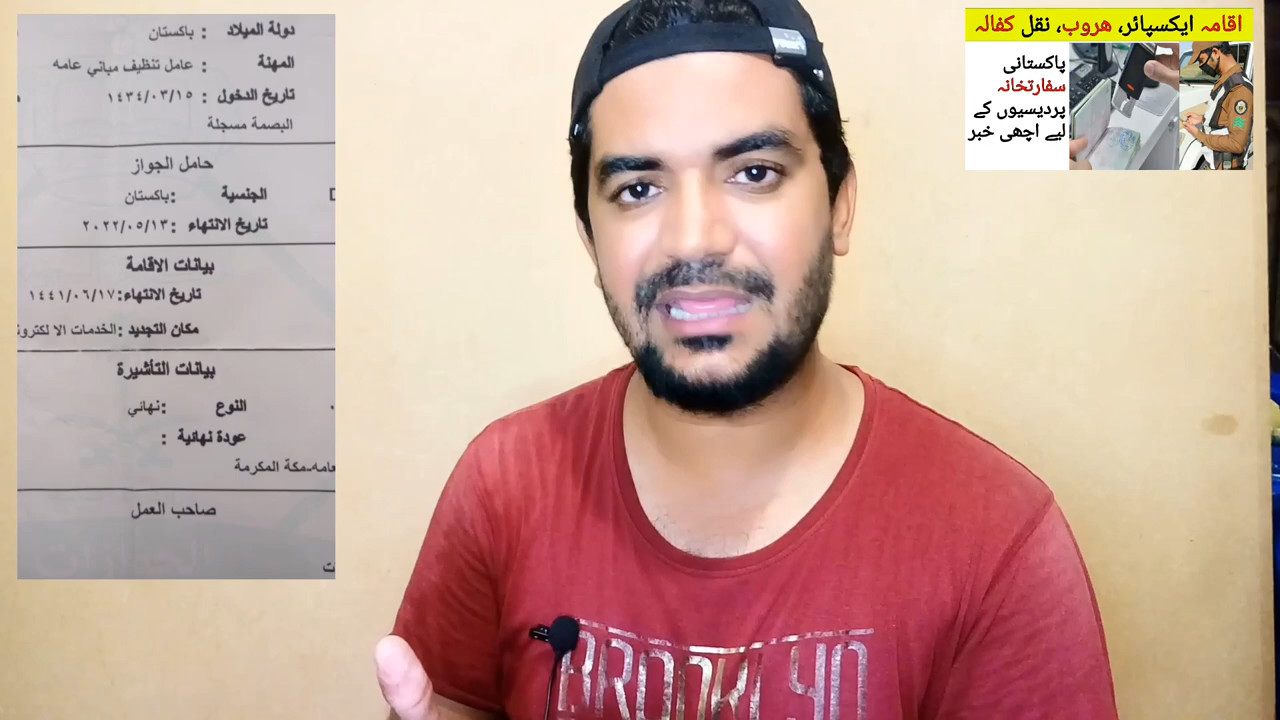 دولة الميلاد : باكستان
المهنة : عامل تنظيف مباني عامه
تاريخ الدخول : ١٤٣٤/٠٣/١٥
البصمة مسجلة
حامل الجواز
الجنسية : باكستان
تاريخ الانتهاء : ٢٠٢٢/٠٥/١٣
بيانات الاقامة
تاريخ الانتهاء: ١٤٤١/٠٦/١٧
مكان التجديد : الخدمات الا لكترون
بيانات التأشيرة
النوع : نهائي
عودة نهائية :
عامه-مكة المكرمة
صاحب العمل
اقامہ ایکسپائر، ھروب، نقل کفالہ
پاکستانی
سفارتخانہ
پردیسیوں کے
لیے اچھی خبر
BROOKLYN